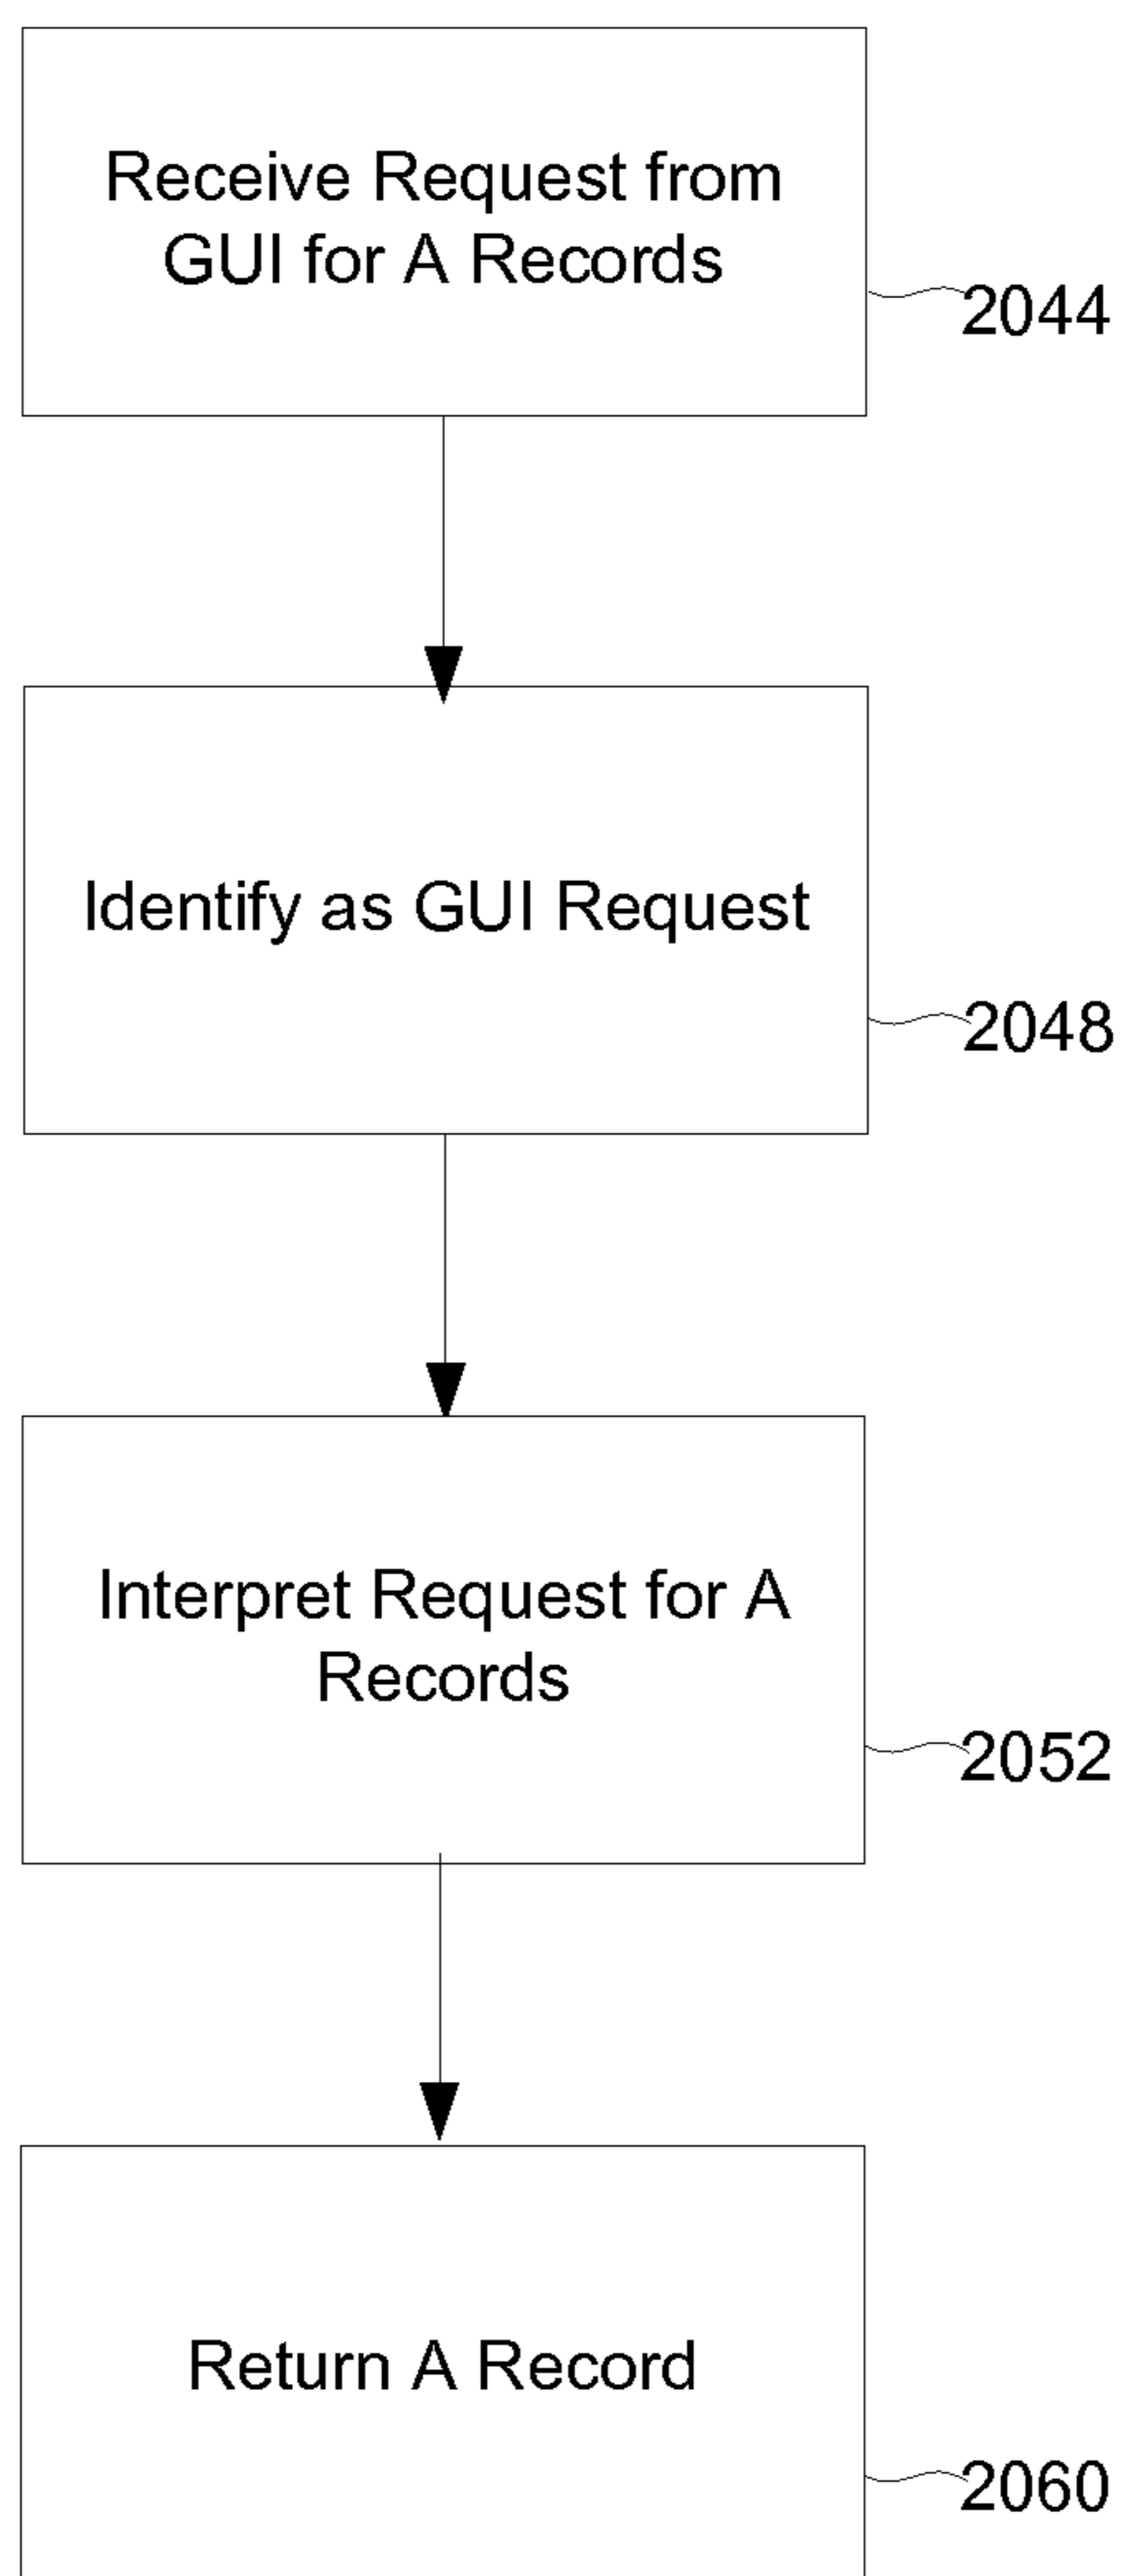 Receive Request from
GUI for A Records
2044
Identify as GUI Request
2048
Interpret Request for A
Records
2052
Return A Record
2060